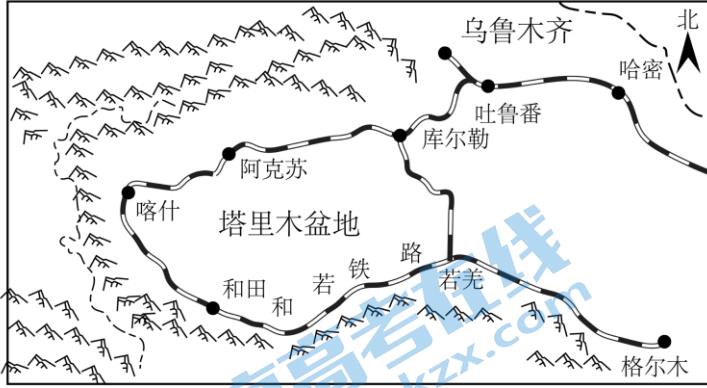 乌鲁木齐
北
哈密
吐鲁番
库尔勒
阿克苏
喀什
塔里木盆地
和田
和若铁路
若羌
格尔木
高考在线
kzx.com